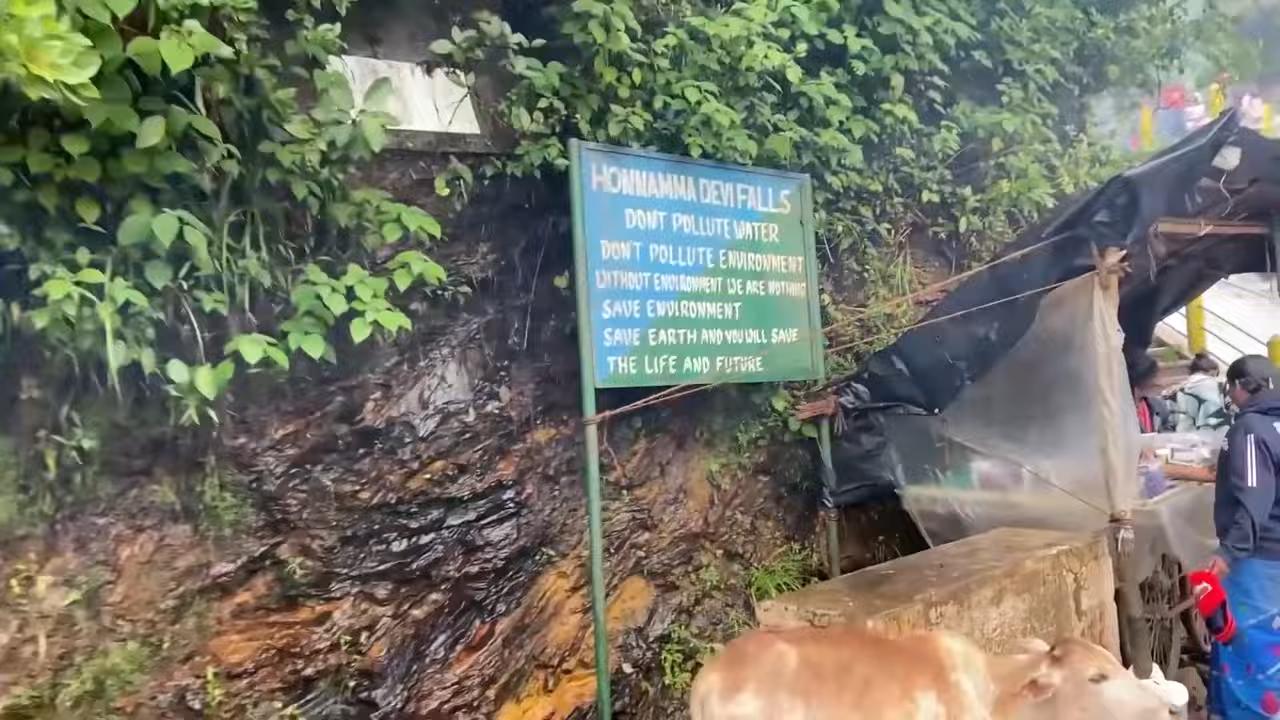 HONNAMMA DEVI FALLS
DONT POLLUTE WATER
DON'T POLLUTE ENVIRONMENT
WITHOUT ENVIRONMENT WE ARE NOTHING
SAVE ENVIRONMENT
SAVE EARTH AND YOU WILL SAVE
THE LIFE AND FUTURE